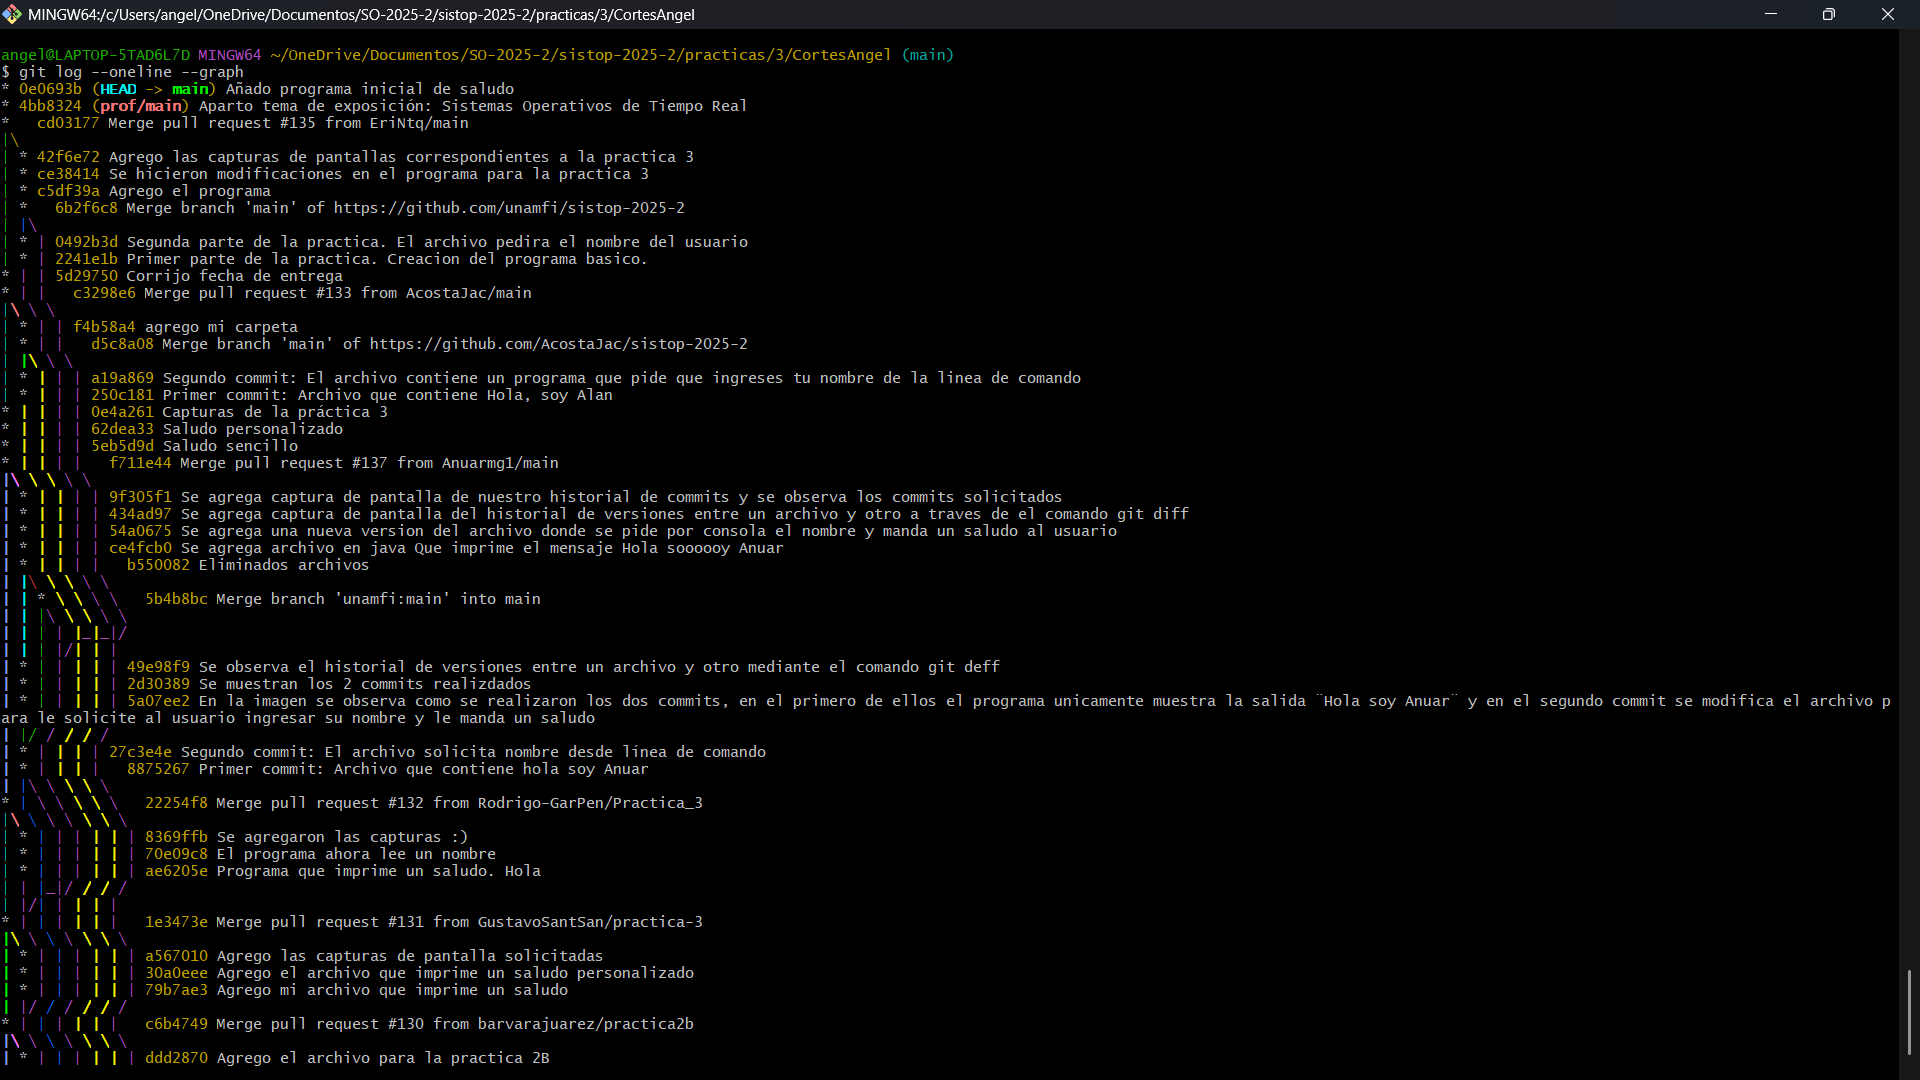 MINGW64:/c/Users/angel/OneDrive/Documentos/SO-2025-2/sistop-2025-2/practicas/3/CortesAngel
angel@LAPTOP-5TAD6L7D MINGW64 ~/OneDrive/Documentos/SO-2025-2/sistop-2025-2/practicas/3/CortesAngel (main)
$ git log --oneline --graph
* 0e0693b (HEAD -> main) Añado programa inicial de saludo
* 4bb8324 (prof/main) Aparto tema de exposición: Sistemas Operativos de Tiempo Real
*   cd03177 Merge pull request #135 from EriNtq/main
|\
| * 42f6e72 Agrego las capturas de pantallas correspondientes a la practica 3
| * ce38414 Se hicieron modificaciones en el programa para la practica 3
| * c5df39a Agrego el programa
| *   6b2f6c8 Merge branch 'main' of https://github.com/unamfi/sistop-2025-2
| |\
| * | 0492b3d Segunda parte de la practica. El archivo pedira el nombre del usuario
| * | 2241e1b Primer parte de la practica. Creacion del programa basico.
* | | 5d29750 Corrijo fecha de entrega
* | |   c3298e6 Merge pull request #133 from AcostaJac/main
|\ \ \
| * | | f4b58a4 agrego mi carpeta
| * | |   d5c8a08 Merge branch 'main' of https://github.com/AcostaJac/sistop-2025-2
| |\ \ \
| * | | | a19a869 Segundo commit: El archivo contiene un programa que pide que ingreses tu nombre de la linea de comando
| * | | | 250c181 Primer commit: Archivo que contiene Hola, soy Alan
* | | | | 0e4a261 Capturas de la práctica 3
* | | | | 62dea33 Saludo personalizado
* | | | | 5eb5d9d Saludo sencillo
* | | | |   f711e44 Merge pull request #137 from Anuarmg1/main
|\ \ \ \ \
| * | | | | 9f305f1 Se agrega captura de pantalla de nuestro historial de commits y se observa los commits solicitados
| * | | | | 434ad97 Se agrega captura de pantalla del historial de versiones entre un archivo y otro a traves de el comando git diff
| * | | | | 54a0675 Se agrega una nueva version del archivo donde se pide por consola el nombre y manda un saludo al usuario
| * | | | | ce4fcb0 Se agrega archivo en java Que imprime el mensaje Hola soooooy Anuar
| * | | | |   b550082 Eliminados archivos
| |\ \ \ \ \
| | * \ \ \ \   5b4b8bc Merge branch 'unamfi:main' into main
| | |\ \ \ \ \
| | | | |_|_|/
| | | |/| | |
| * | | | | | 49e98f9 Se observa el historial de versiones entre un archivo y otro mediante el comando git deff
| * | | | | | 2d30389 Se muestran los 2 commits realizdados
| * | | | | | 5a07ee2 En la imagen se observa como se realizaron los dos commits, en el primero de ellos el programa unicamente muestra la salida ¨Hola soy Anuar¨ y en el segundo commit se modifica el archivo p
ara le solicite al usuario ingresar su nombre y le manda un saludo
| |/ / / / /
| * | | | | 27c3e4e Segundo commit: El archivo solicita nombre desde línea de comando
| * | | | |   8875267 Primer commit: Archivo que contiene hola soy Anuar
| |\ \ \ \ \
* | \ \ \ \ \   22254f8 Merge pull request #132 from Rodrigo-GarPen/Practica_3
|\ \ \ \ \ \ \
| * | | | | | | 8369ffb Se agregaron las capturas :)
| * | | | | | | 70e09c8 El programa ahora lee un nombre
| * | | | | | | ae6205e Programa que imprime un saludo. Hola
| | |_|/ / / /
| |/| | | | |
* | | | | | |   1e3473e Merge pull request #131 from GustavoSantSan/practica-3
|\ \ \ \ \ \ \
| * | | | | | | a567010 Agrego las capturas de pantalla solicitadas
| * | | | | | | 30a0eee Agrego el archivo que imprime un saludo personalizado
| * | | | | | | 79b7ae3 Agrego mi archivo que imprime un saludo
| |/ / / / / /
* | | | | | |   c6b4749 Merge pull request #130 from barvarajuarez/practica2b
|\ \ \ \ \ \ \
| * | | | | | | ddd2870 Agrego el archivo para la practica 2B